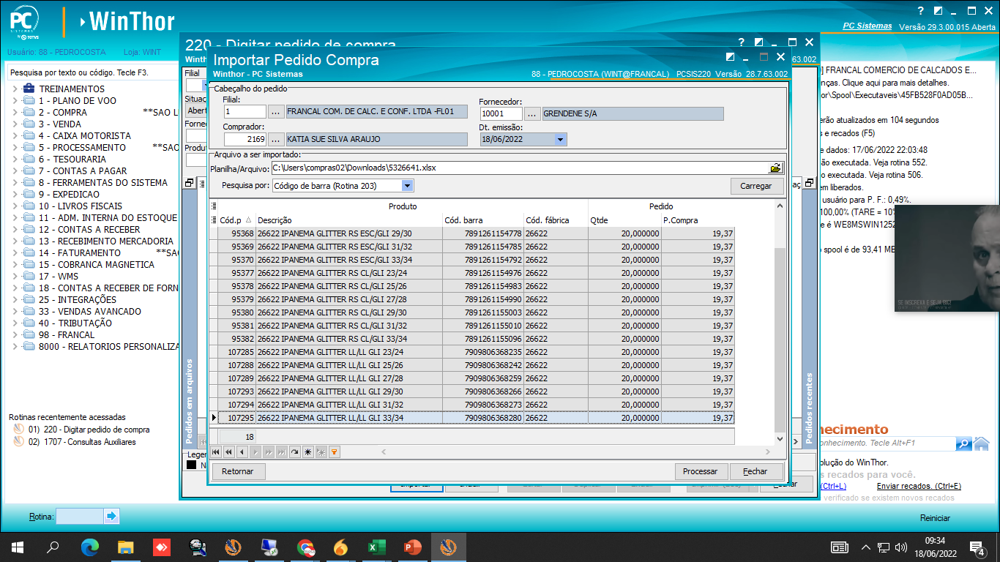 PC
SISTEMAS
by TOTVS
WinThor
PC Sistemas Versão 29.3.00.015 Aberta
Usuário: 88 - PEDROCOSTA Loja: WINT
Pesquisa por texto ou código. Tecle F3.
TREINAMENTOS
1 - PLANO DE VOO
2 - COMPRA **SAO L
3 - VENDA
4 - CAIXA MOTORISTA
5 - PROCESSAMENTO **SAO
6 - TESOURARIA
7 - CONTAS A PAGAR
8 - FERRAMENTAS DO SISTEMA
9 - EXPEDICAO
10 - LIVROS FISCAIS
11 - ADM. INTERNA DO ESTOQUE
12 - CONTAS A RECEBER
13 - RECEBIMENTO MERCADORIA
14 - FATURAMENTO **SAO
15 - COBRANCA MAGNETICA
17 - WMS
18 - CONTAS A RECEBER DE FORN
25 - INTEGRAÇÕES
33 - VENDAS AVANCADO
40 - TRIBUTAÇÃO
98 - FRANCAL
8000 - RELATORIOS PERSONALIZA
Rotinas recentemente acessadas
01) 220 - Digitar pedido de compra
02) 1707 - Consultas Auxiliares
Rotina:
220 - Digitar pedido de compra
Winth
63.002
Filial
Situaç
Abert
Forne
Produt
Pedidos em arquivos
Legen
N
Pedidos recentes
Importar Pedido Compra
Winthor - PC Sistemas 88 - PEDROCOSTA (WINT@FRANCAL) PCSIS220 Versão 28.7.63.002
Cabeçalho do pedido
Filial: Fornecedor:
1 ... FRANCAL COM. DE CALC. E CONF. LTDA -FL01 10001 ... GRENDENE S/A
Comprador: Dt. emissão:
2169 ... KATIA SUE SILVA ARAUJO 18/06/2022
Arquivo a ser importado:
Planilha/Arquivo: C:\Users\compras02\Downloads\5326641.xlsx
Pesquisa por: Código de barra (Rotina 203) Carregar
Produto Pedido
Cód.p Descrição Cód. barra Cód. fábrica Qtde P.Compra
95368 26622 IPANEMA GLITTER RS ESC/GLI 29/30 7891261154778 26622 20,000000 19,37
95369 26622 IPANEMA GLITTER RS ESC/GLI 31/32 7891261154785 26622 20,000000 19,37
95370 26622 IPANEMA GLITTER RS ESC/GLI 33/34 7891261154792 26622 20,000000 19,37
95377 26622 IPANEMA GLITTER RS CL/GLI 23/24 7891261154976 26622 20,000000 19,37
95378 26622 IPANEMA GLITTER RS CL/GLI 25/26 7891261154983 26622 20,000000 19,37
95379 26622 IPANEMA GLITTER RS CL/GLI 27/28 7891261154990 26622 20,000000 19,37
95380 26622 IPANEMA GLITTER RS CL/GLI 29/30 7891261155003 26622 20,000000 19,37
95381 26622 IPANEMA GLITTER RS CL/GLI 31/32 7891261155010 26622 20,000000 19,37
95382 26622 IPANEMA GLITTER RS CL/GLI 33/34 7891261155096 26622 20,000000 19,37
107285 26622 IPANEMA GLITTER LL/LL GLI 23/24 7909806368235 26622 20,000000 19,37
107288 26622 IPANEMA GLITTER LL/LL GLI 25/26 7909806368242 26622 20,000000 19,37
107289 26622 IPANEMA GLITTER LL/LL GLI 27/28 7909806368259 26622 20,000000 19,37
107293 26622 IPANEMA GLITTER LL/LL GLI 29/30 7909806368266 26622 20,000000 19,37
107294 26622 IPANEMA GLITTER LL/LL GLI 31/32 7909806368273 26622 20,000000 19,37
107295 26622 IPANEMA GLITTER LL/LL GLI 33/34 7909806368280 26622 20,000000 19,37
18
Retornar Processar Fechar
] FRANCAL COMERCIO DE CALCADOS E...
nças. Clique aqui para mais detalhes.
or\Spool\Executaveis\45FB528F0AD05B...
erão atualizados em 104 segundos
s e recados (F5)
e dados: 17/06/2022 22:03:48
ão executada. Veja rotina 552.
o executada. Veja rotina 506.
em liberados.
usuário para P. F.: 0,49%.
100,00% (TARE = 10%
e é WE8MSWIN1252
o spool é de 93,41 MB
SE INSCREVA E SEJA
hecimento
onhecimento. Tecle Alt+F1
olução do WinThor.
s recados para você.
(Ctrl+L) Enviar recados. (Ctrl+E)
verificado se existem novos recados
Reiniciar
09:34
18/06/2022
4